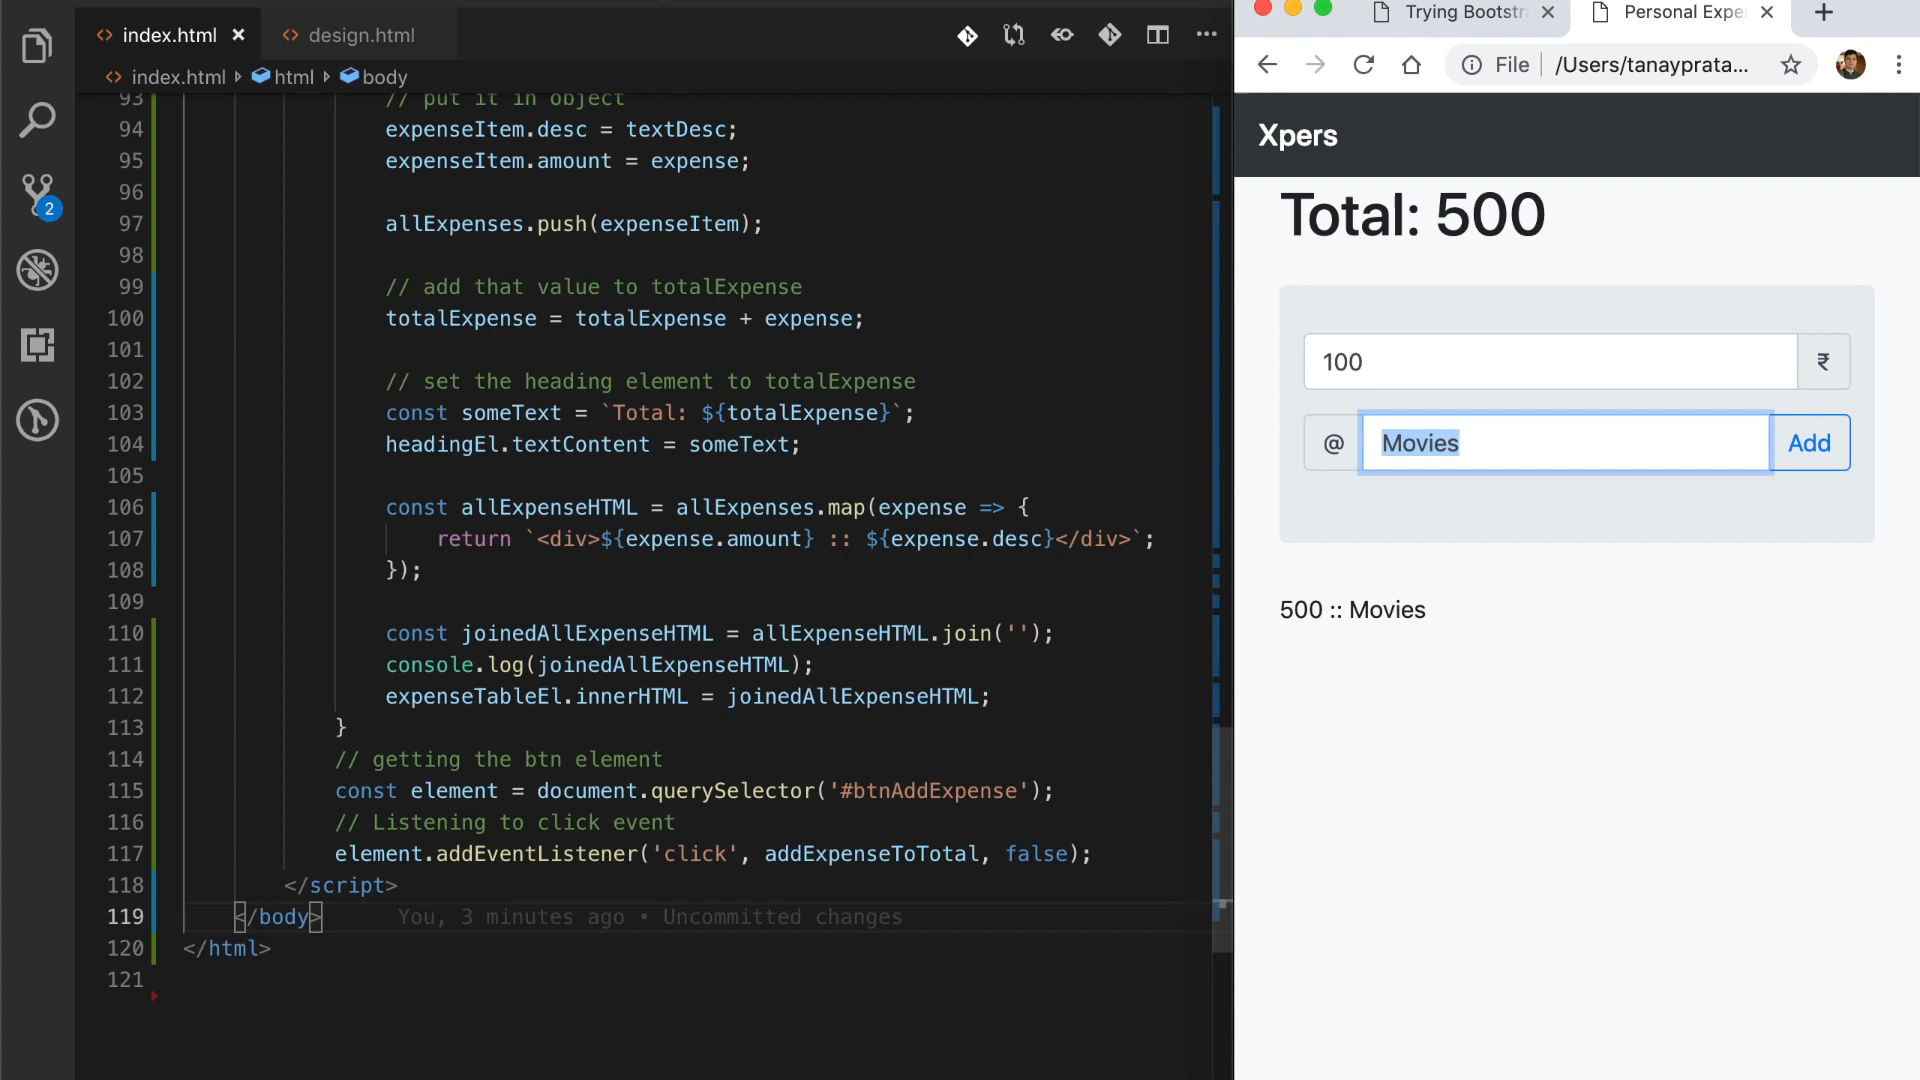 index.html
design.html
index.html html body
93 // put it in object
94 expenseItem.desc = textDesc;
95 expenseItem.amount = expense;
96
97 allExpenses.push(expenseItem);
98
99 // add that value to totalExpense
100 totalExpense = totalExpense + expense;
101
102 // set the heading element to totalExpense
103 const someText = `Total: ${totalExpense}`;
104 headingEl.textContent = someText;
105
106 const allExpenseHTML = allExpenses.map(expense => {
107 return `<div>${expense.amount} :: ${expense.desc}</div>`;
108 });
109
110 const joinedAllExpenseHTML = allExpenseHTML.join('');
111 console.log(joinedAllExpenseHTML);
112 expenseTableEl.innerHTML = joinedAllExpenseHTML;
113 }
114 // getting the btn element
115 const element = document.querySelector('#btnAddExpense');
116 // Listening to click event
117 element.addEventListener('click', addExpenseToTotal, false);
118 </script>
119 </body> You, 3 minutes ago • Uncommitted changes
120 </html>
121
2
Trying Bootstr
Personal Expe
File /Users/tanayprata...
Xpers
Total: 500
100 ₹
@ Movies Add
500 :: Movies